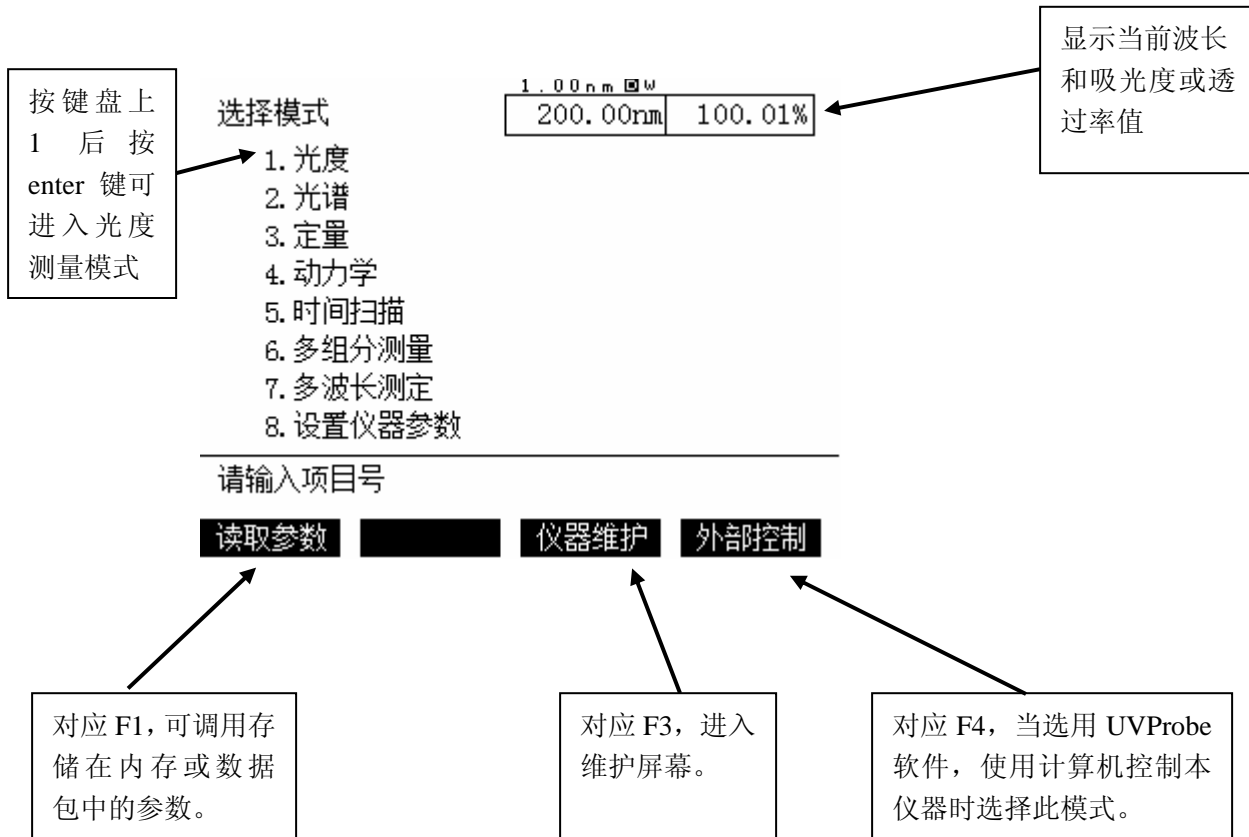 显示当前波长
和吸光度或透
过率值
按键盘上
1 后按
enter 键可
进入光度
测量模式
1.00nm W
选择模式
200.00nm 100.01%
1. 光度
2. 光谱
3. 定量
4. 动力学
5. 时间扫描
6. 多组分测量
7. 多波长测定
8. 设置仪器参数
请输入项目号
读取参数 仪器维护 外部控制
对应 F1，可调用存
储在内存或数据
包中的参数。
对应 F3，进入
维护屏幕。
对应 F4，当选用 UVProbe
软件，使用计算机控制本
仪器时选择此模式。